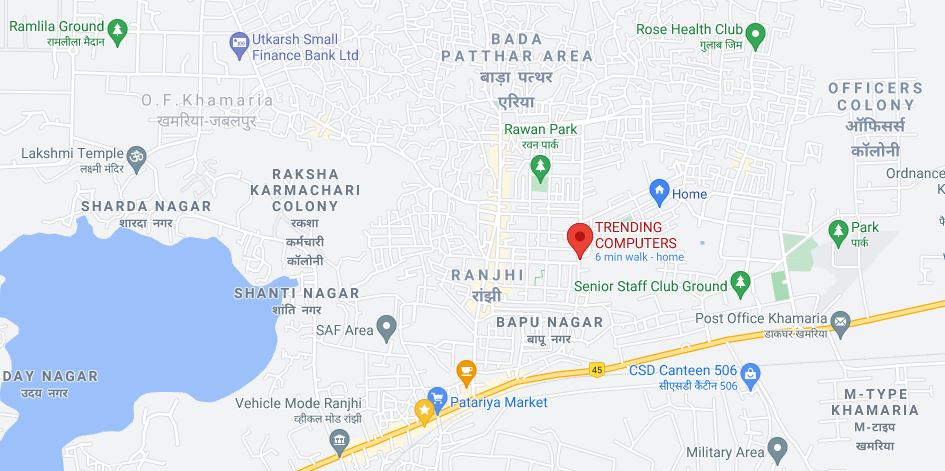 Ramlila Ground
रामलीला मैदान
Utkarsh Small
Finance Bank Ltd
BADA
PATTHAR AREA
बाड़ा पत्थर
एरिया
Rose Health Club
गुलाब जिम
O.F.Khamaria
खमरिया-जबलपुर
OFFICERS
COLONY
ऑफिसर्स
कॉलोनी
Rawan Park
रवन पार्क
Lakshmi Temple
लक्ष्मी मंदिर
RAKSHA
KARMACHARI
COLONY
रकशा
कर्मचारी
कॉलोनी
Ordnance
K
Home
SHARDA NAGAR
शारदा नगर
TRENDING
COMPUTERS
6 min walk - home
Park
पार्क
RANJHI
रांझी
Senior Staff Club Ground
SHANTI NAGAR
शांति नगर
SAF Area
BAPU NAGAR
बापू नगर
Post Office Khamaria
डाकघर खमरिया
45
CSD Canteen 506
सीएसडी कैंटीन 506
DAY NAGAR
उदय नगर
Patariya Market
Vehicle Mode Ranjhi
व्हीकल मोड रांझी
M-TYPE
KHAMARIA
M-टाइप
खमरिया
Military Area